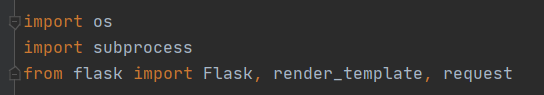 import os
import subprocess
from flask import Flask, render_template, request